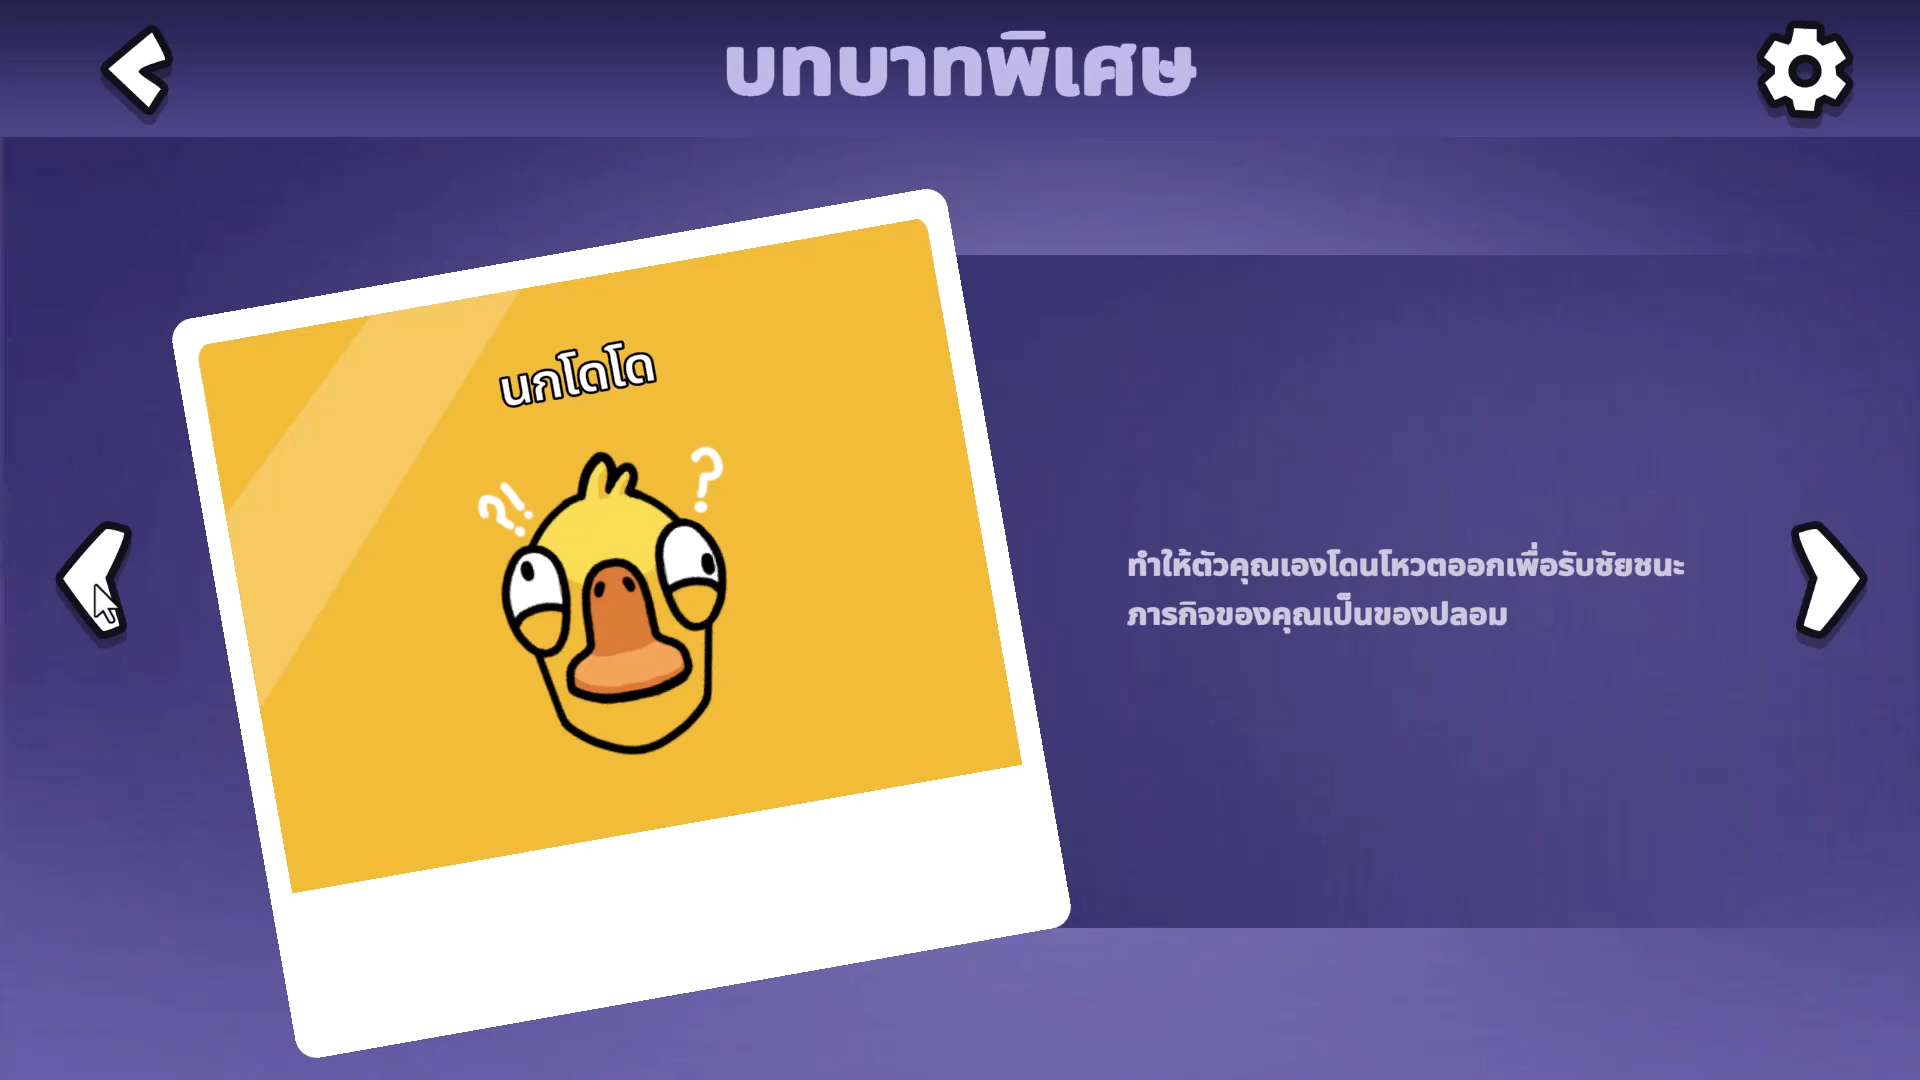 บทบาทพิเศษ
นกโดโด
?!
?
ทำให้ตัวคุณเองโดนโหวตออกเพื่อรับชัยชนะ
ภารกิจของคุณเป็นของปลอม